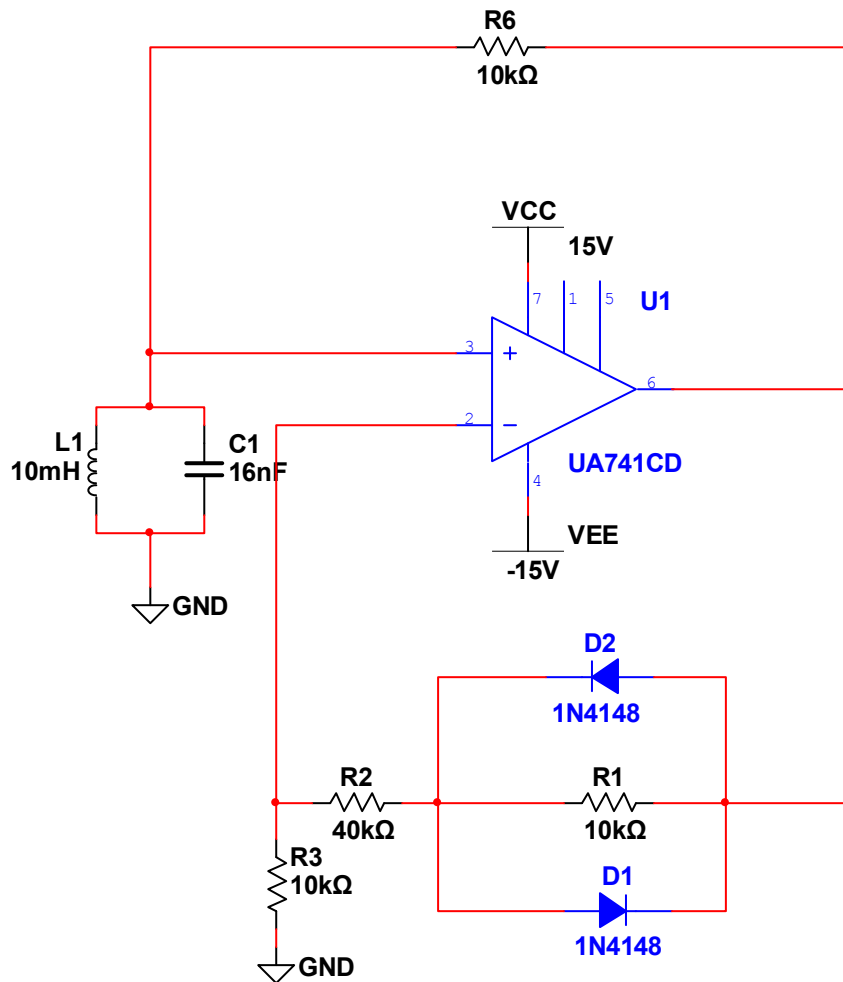 R6
10kΩ
VCC
15V
7
1
5
U1
3
6
2
L1
10mH
C1
16nF
UA741CD
4
VEE
-15V
GND
D2
1N4148
R2
40kΩ
R1
10kΩ
R3
10kΩ
D1
1N4148
GND